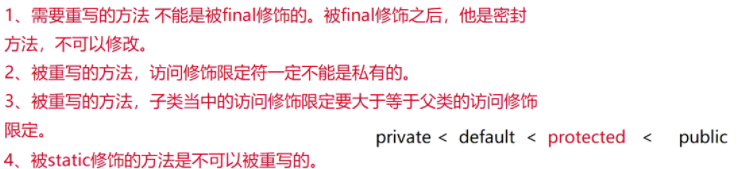 1、需要重写的方法 不能是被final修饰的。被final修饰之后，他是密封
方法，不可以修改。
2、被重写的方法，访问修饰限定符一定不能是私有的。
3、被重写的方法，子类当中的访问修饰限定要大于等于父类的访问修饰
限定。
private < default < protected < public
4、被static修饰的方法是不可以被重写的。